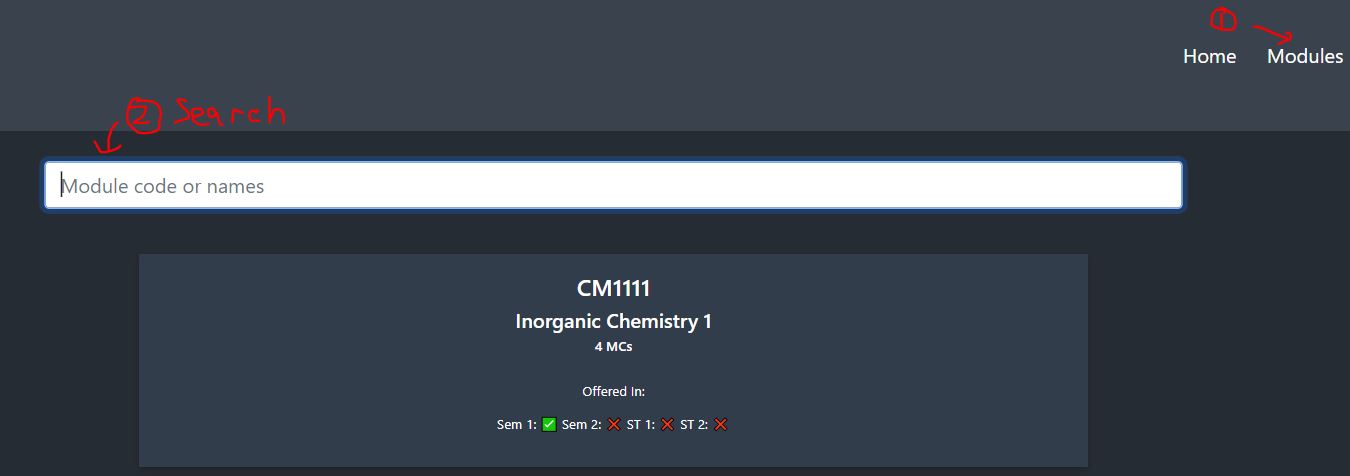 ①
Home Modules
② Search
Module code or names
CM1111
Inorganic Chemistry 1
4 MCs
Offered In:
Sem 1: ✅ Sem 2: ❌ ST 1: ❌ ST 2: ❌